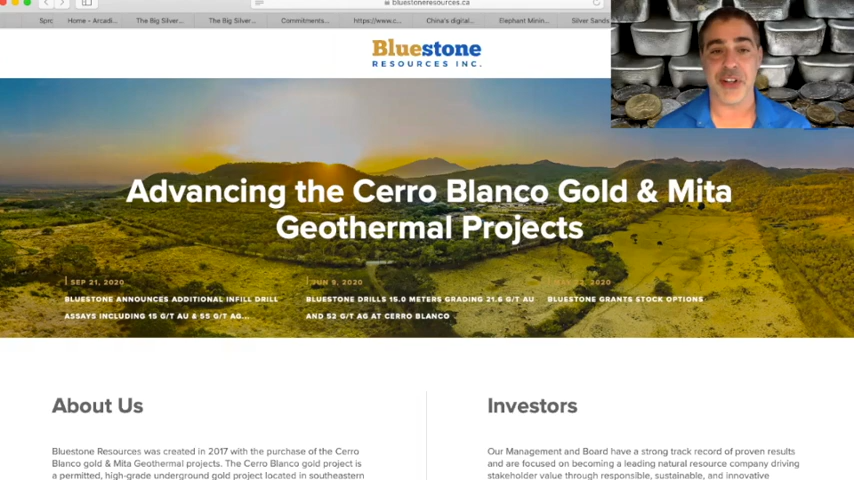 bluestoneresources.ca
Spro
Home - Arcadi...
The Big Silver...
The Big Silver...
Commitments...
https://www.c...
China's digital...
Elephant Minin...
Silver Sands
Bluestone
RESOURCES INC.
Advancing the Cerro Blanco Gold & Mita
Geothermal Projects
SEP 21, 2020
BLUESTONE ANNOUNCES ADDITIONAL INFILL DRILL
ASSAYS INCLUDING 15 G/T AU & 55 G/T AG...
JUN 9, 2020
BLUESTONE DRILLS 15.0 METERS GRADING 21.6 G/T AU
AND 52 G/T AG AT CERRO BLANCO
2020
BLUESTONE GRANTS STOCK OPTIONS
About Us
Bluestone Resources was created in 2017 with the purchase of the Cerro
Blanco gold & Mita Geothermal projects. The Cerro Blanco gold project is
a permitted, high-grade underground gold project located in southeastern
Investors
Our Management and Board have a strong track record of proven results
and are focused on becoming a leading natural resource company driving
stakeholder value through responsible, sustainable, and innovative